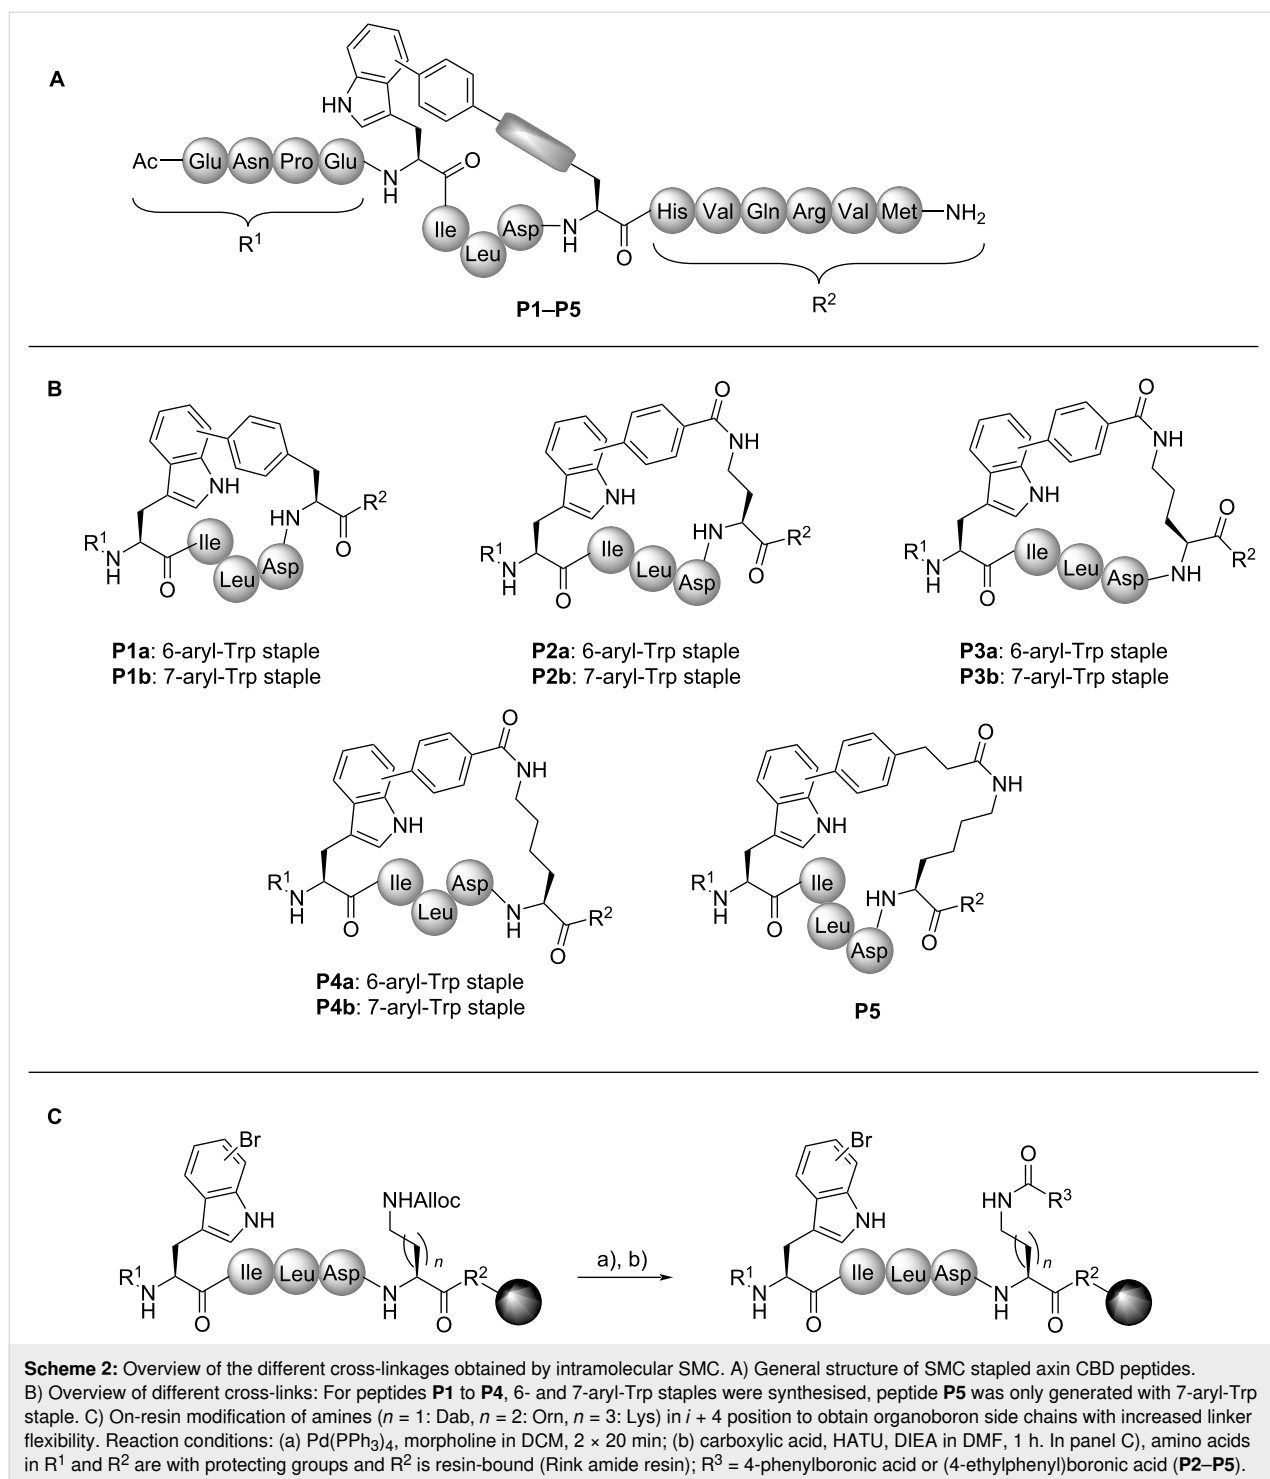 A
HN
Ac
Glu Asn Pro Glu
N
H
O
Ile
Leu
Asp
N
H
O
His Val Gln Arg Val Met
NH2
R1
R2
P1–P5
B
NH
HN
R2
O
R1
N
H
O
Ile
Leu
Asp
P1a: 6-aryl-Trp staple
P1b: 7-aryl-Trp staple
O
NH
NH
HN
R2
O
R1
N
H
O
Ile
Leu
Asp
P2a: 6-aryl-Trp staple
P2b: 7-aryl-Trp staple
O
NH
NH
O
R2
R1
N
H
O
Ile
Leu
Asp
NH
P3a: 6-aryl-Trp staple
P3b: 7-aryl-Trp staple
O
NH
NH
R1
N
H
O
Ile
Leu
Asp
N
H
O
R2
P4a: 6-aryl-Trp staple
P4b: 7-aryl-Trp staple
O
NH
NH
R1
N
H
O
Ile
Leu
Asp
HN
O
R2
P5
C
Br
NH
NHAlloc
n
R1
N
H
O
Ile Leu Asp
N
H
O
R2
a), b)
Br
NH
O
HN
R3
n
R1
N
H
O
Ile Leu Asp
N
H
O
R2
Scheme 2: Overview of the different cross-linkages obtained by intramolecular SMC. A) General structure of SMC stapled axin CBD peptides.
B) Overview of different cross-links: For peptides P1 to P4, 6- and 7-aryl-Trp staples were synthesised, peptide P5 was only generated with 7-aryl-Trp
staple. C) On-resin modification of amines (n = 1: Dab, n = 2: Orn, n = 3: Lys) in i + 4 position to obtain organoboron side chains with increased linker
flexibility. Reaction conditions: (a) Pd(PPh3)4, morpholine in DCM, 2 × 20 min; (b) carboxylic acid, HATU, DIEA in DMF, 1 h. In panel C), amino acids
in R1 and R2 are with protecting groups and R2 is resin-bound (Rink amide resin); R3 = 4-phenylboronic acid or (4-ethylphenyl)boronic acid (P2–P5).